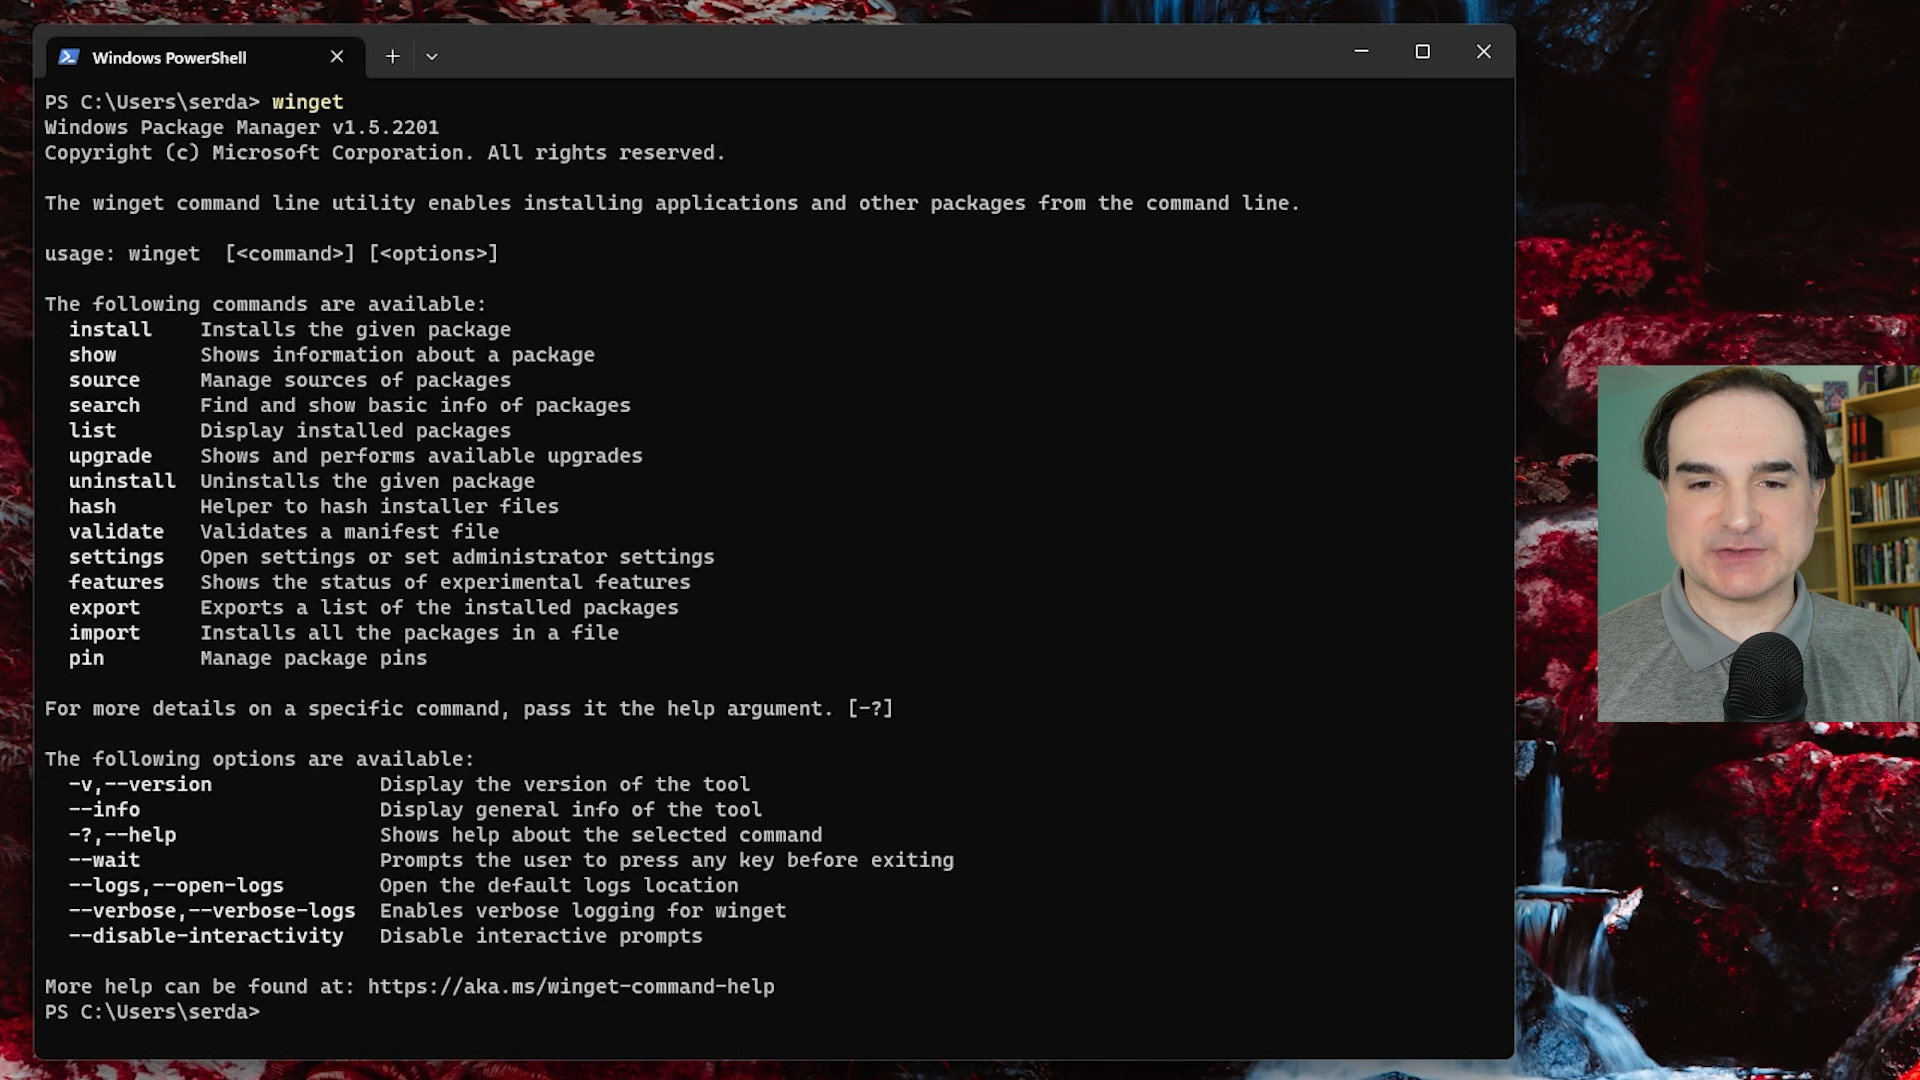 Windows PowerShell
PS C:\Users\serda> winget
Windows Package Manager v1.5.2201
Copyright (c) Microsoft Corporation. All rights reserved.
The winget command line utility enables installing applications and other packages from the command line.
usage: winget  [<command>] [<options>]
The following commands are available:
  install    Installs the given package
  show       Shows information about a package
  source     Manage sources of packages
  search     Find and show basic info of packages
  list       Display installed packages
  upgrade    Shows and performs available upgrades
  uninstall  Uninstalls the given package
  hash       Helper to hash installer files
  validate   Validates a manifest file
  settings   Open settings or set administrator settings
  features   Shows the status of experimental features
  export     Exports a list of the installed packages
  import     Installs all the packages in a file
  pin        Manage package pins
For more details on a specific command, pass it the help argument. [-?]
The following options are available:
  -v,--version              Display the version of the tool
  --info                    Display general info of the tool
  -?,--help                 Shows help about the selected command
  --wait                    Prompts the user to press any key before exiting
  --logs,--open-logs        Open the default logs location
  --verbose,--verbose-logs  Enables verbose logging for winget
  --disable-interactivity   Disable interactive prompts
More help can be found at: https://aka.ms/winget-command-help
PS C:\Users\serda>